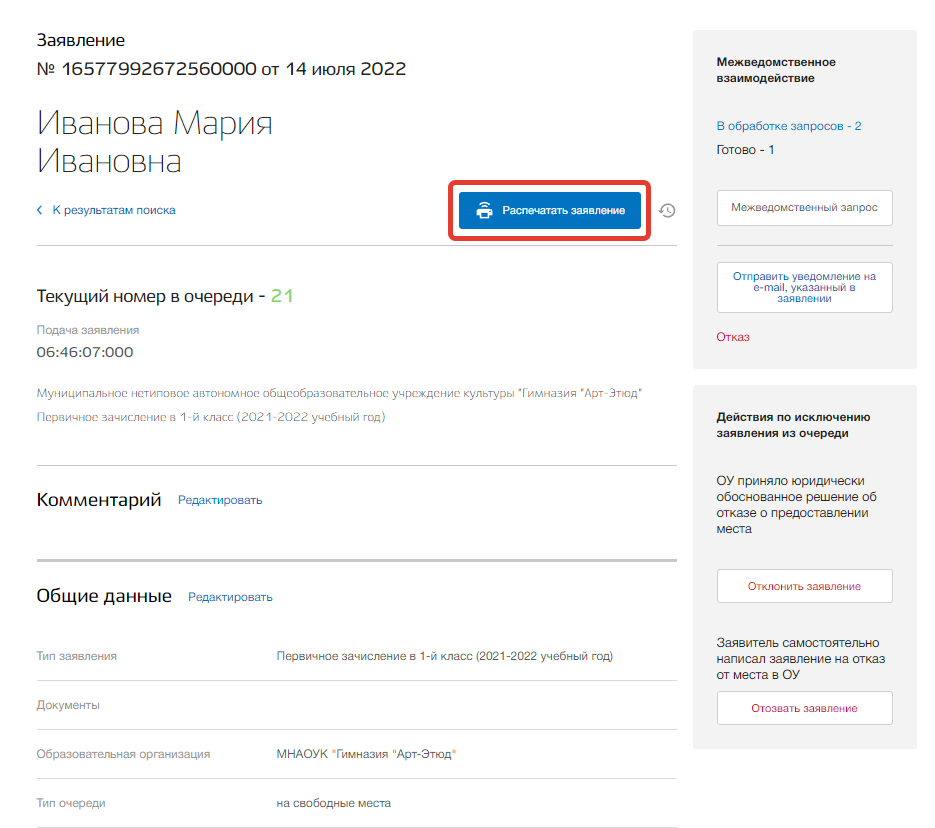 Заявление
№ 16577992672560000 от 14 июля 2022
Иванова Мария
Ивановна
К результатам поиска
Распечатать заявление
Текущий номер в очереди - 21
Подача заявления
06:46:07:000
Муниципальное нетиповое автономное общеобразовательное учреждение культуры "Гимназия "Арт-Этюд"
Первичное зачисление в 1-й класс (2021-2022 учебный год)
Комментарий Редактировать
Общие данные Редактировать
Тип заявления Первичное зачисление в 1-й класс (2021-2022 учебный год)
Документы
Образовательная организация МНАОУК "Гимназия "Арт-Этюд"
Тип очереди на свободные места
Межведомственное
взаимодействие
В обработке запросов - 2
Готово - 1
Межведомственный запрос
Отправить уведомление на
e-mail, указанный в
заявлении
Отказ
Действия по исключению
заявления из очереди
ОУ приняло юридически
обоснованное решение об
отказе о предоставлении
места
Отклонить заявление
Заявитель самостоятельно
написал заявление на отказ
от места в ОУ
Отозвать заявление